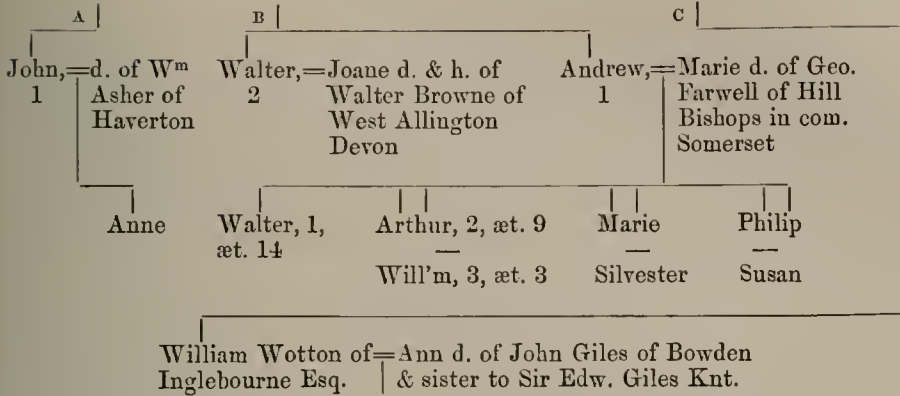 A B C
John,=d. of Wm Walter,=Joane d. & h. of Andrew,=Marie d. of Geo.
1 Asher of 2 Walter Browne of 1 Farwell of Hill
Haverton West Allington Bishops in com.
Devon Somerset
Anne Walter, 1, Arthur, 2, æt. 9 Marie Philip
æt. 14 — — —
Will'm, 3, æt. 3 Silvester Susan
William Wotton of=Ann d. of John Giles of Bowden
Inglebourne Esq. & sister to Sir Edw. Giles Knt.